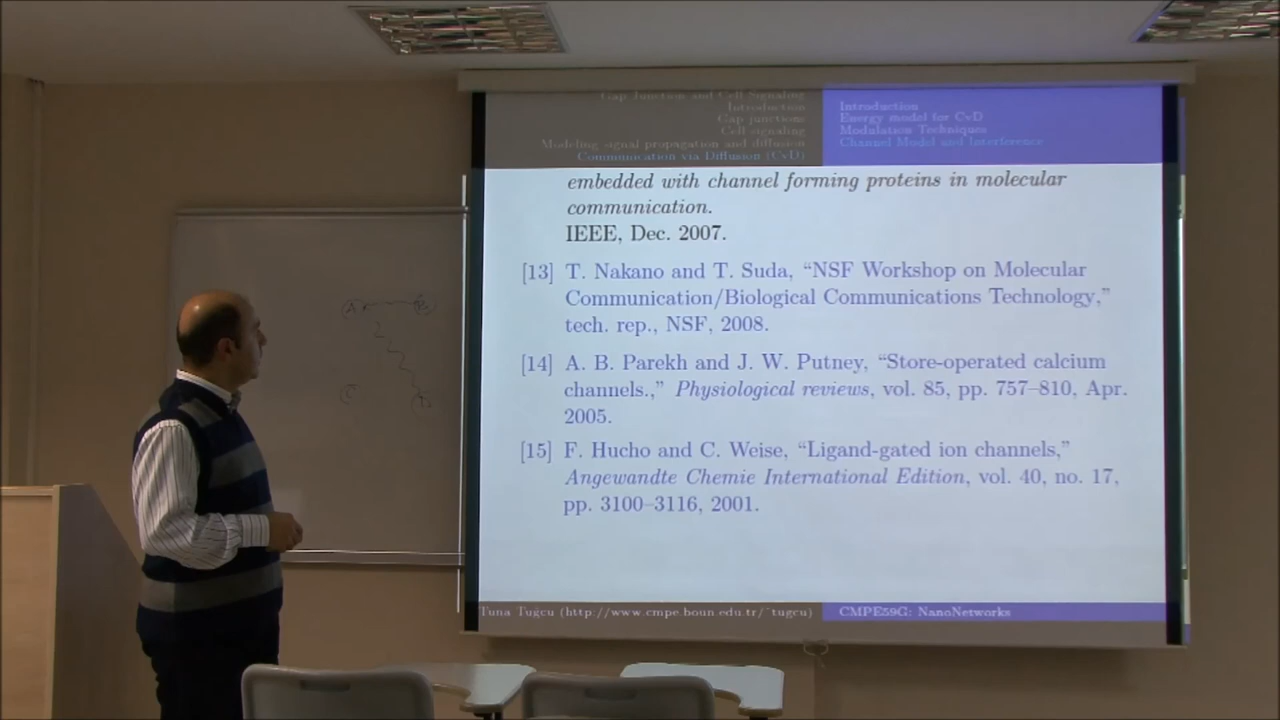 Gap Junction and Cell Signaling
Introduction
Gap junctions
Cell signaling
Modeling signal propagation and diffusion
Communication via Diffusion (CvD)
Introduction
Energy model for CvD
Modulation Techniques
Channel Model and Interference
embedded with channel forming proteins in molecular
communication.
IEEE, Dec. 2007.
[13] T. Nakano and T. Suda, “NSF Workshop on Molecular
Communication/Biological Communications Technology,”
tech. rep., NSF, 2008.
[14] A. B. Parekh and J. W. Putney, “Store-operated calcium
channels.,” Physiological reviews, vol. 85, pp. 757–810, Apr.
2005.
[15] F. Hucho and C. Weise, “Ligand-gated ion channels,”
Angewandte Chemie International Edition, vol. 40, no. 17,
pp. 3100–3116, 2001.
Tuna Tuğcu (http://www.cmpe.boun.edu.tr/~tugcu)
CMPE59G: NanoNetworks
A
B
C